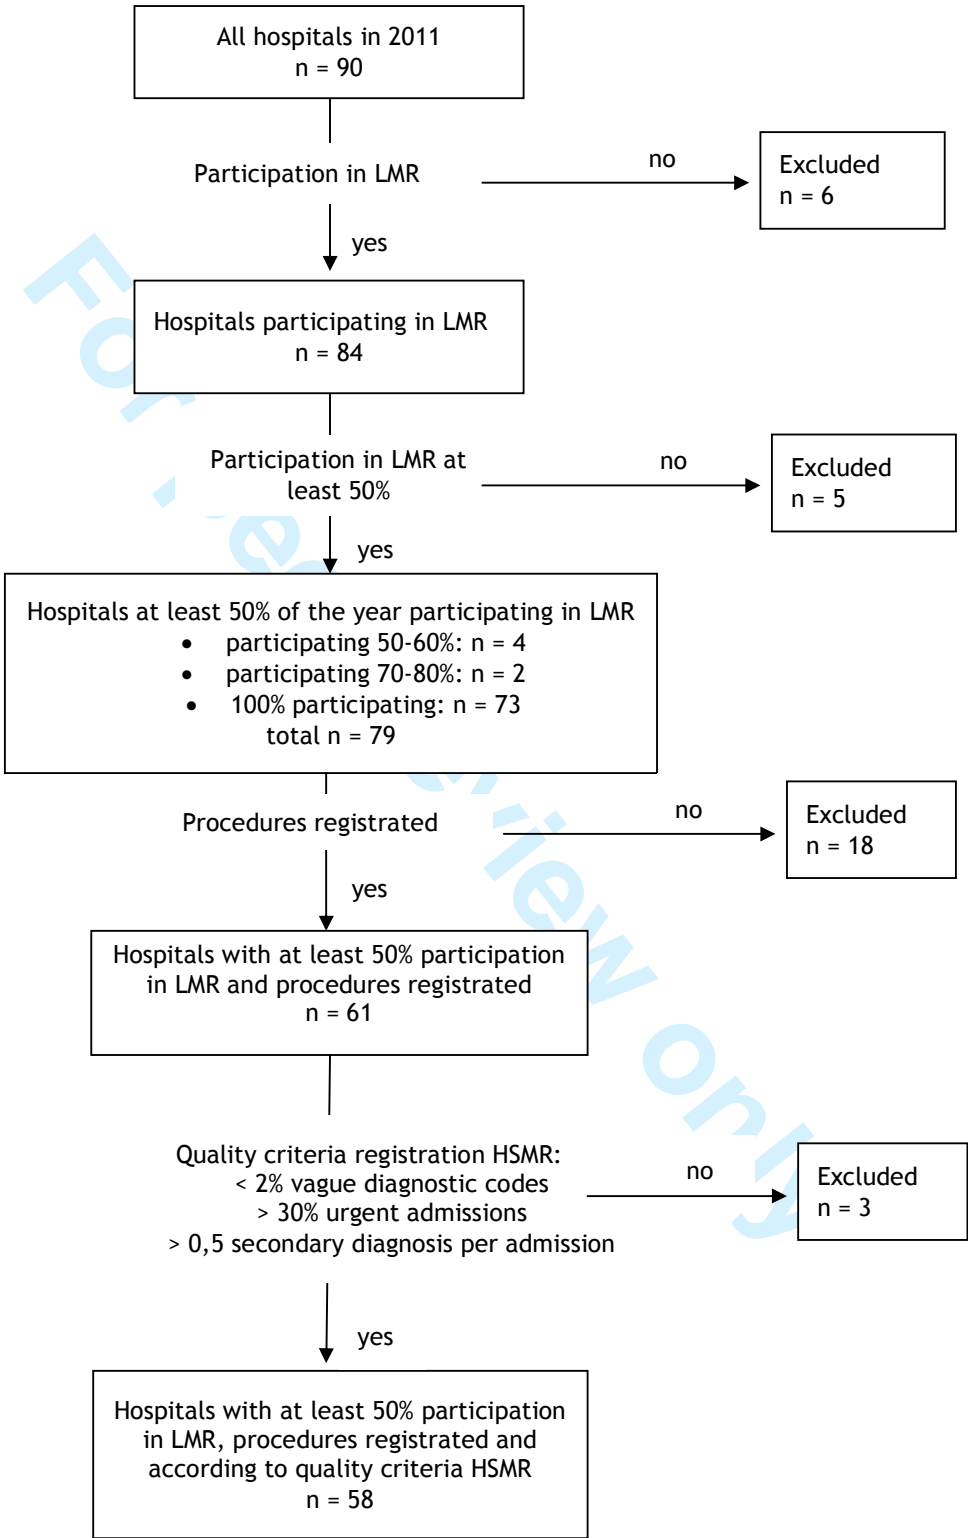 All hospitals in 2011
n = 90
Participation in LMR
no
Excluded
n = 6
yes
Hospitals participating in LMR
n = 84
Participation in LMR at
least 50%
no
Excluded
n = 5
yes
Hospitals at least 50% of the year participating in LMR
• participating 50-60%: n = 4
• participating 70-80%: n = 2
• 100% participating: n = 73
total n = 79
Procedures registrated
no
Excluded
n = 18
yes
Hospitals with at least 50% participation
in LMR and procedures registrated
n = 61
Quality criteria registration HSMR:
< 2% vague diagnostic codes
> 30% urgent admissions
> 0,5 secondary diagnosis per admission
no
Excluded
n = 3
yes
Hospitals with at least 50% participation
in LMR, procedures registrated and
according to quality criteria HSMR
n = 58
For peer review only